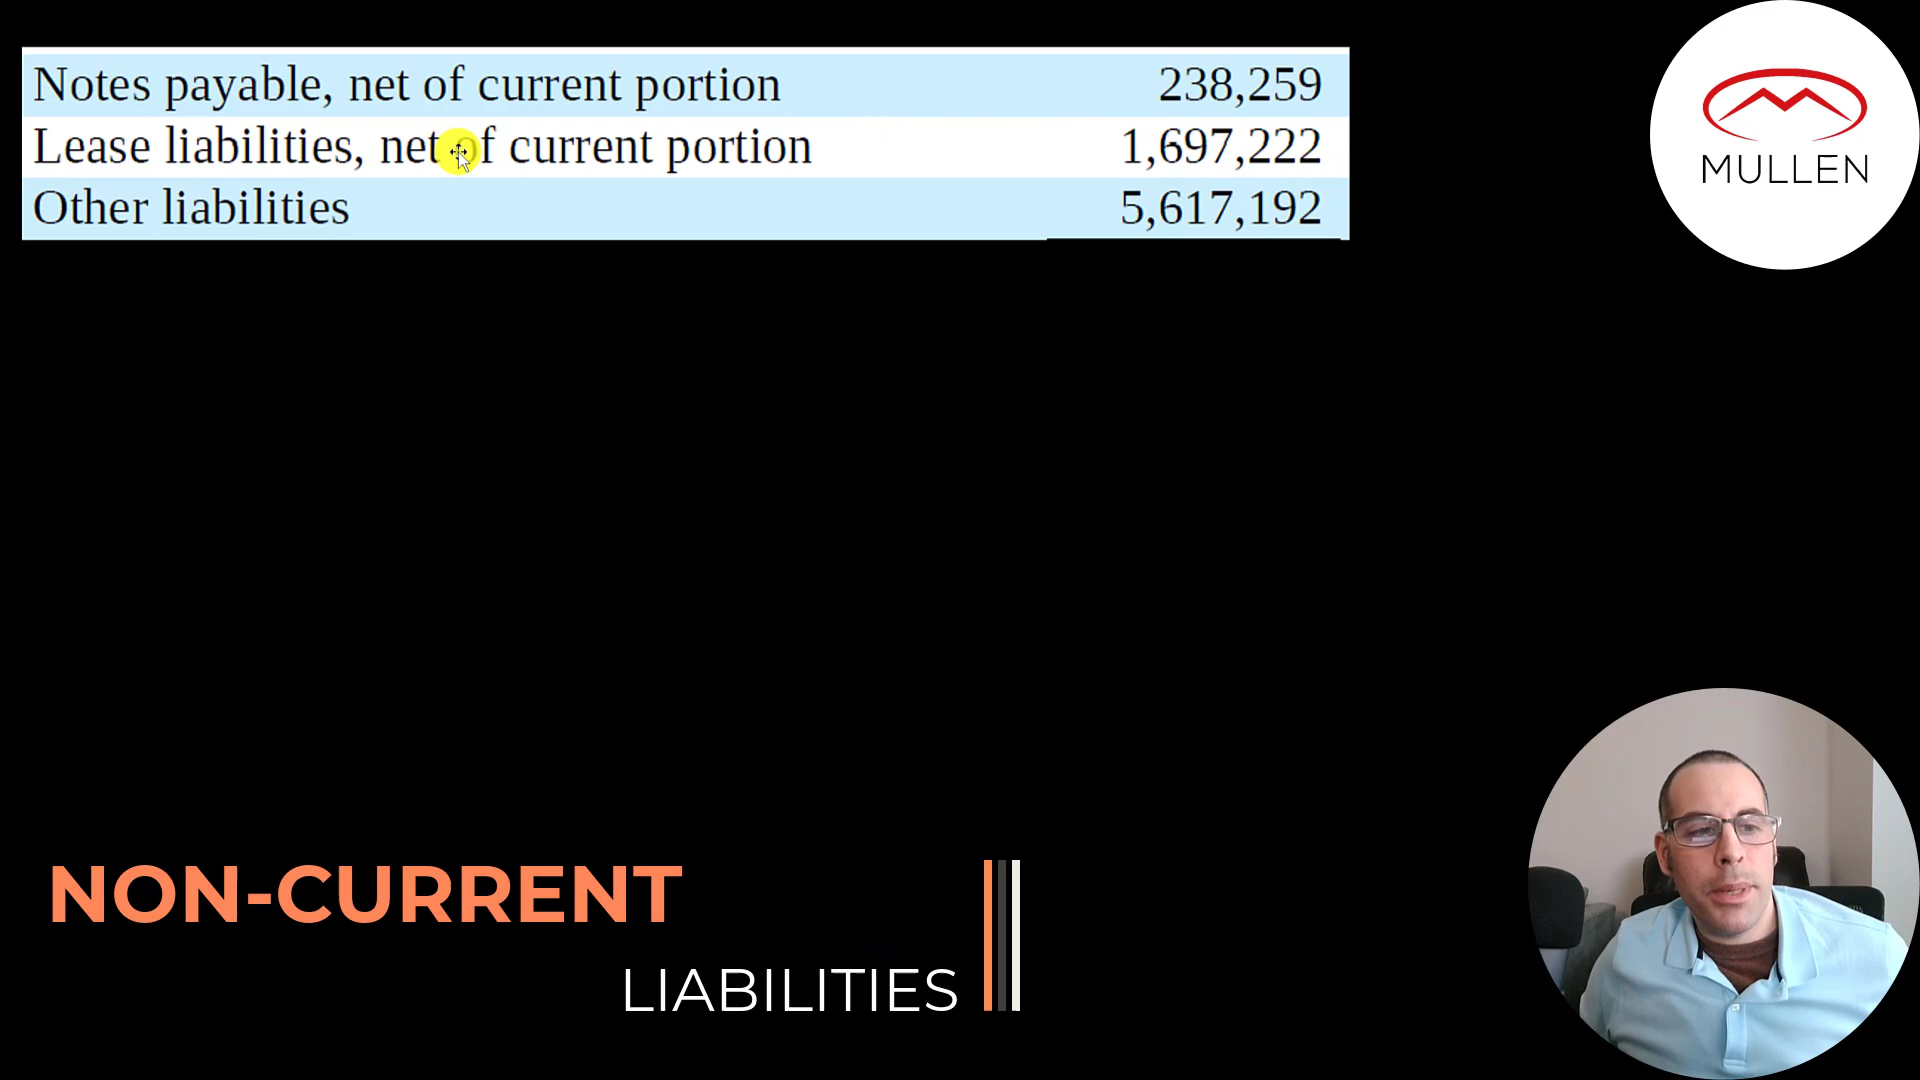 Notes payable, net of current portion 238,259
Lease liabilities, net of current portion 1,697,222
Other liabilities 5,617,192
MULLEN
NON-CURRENT
LIABILITIES